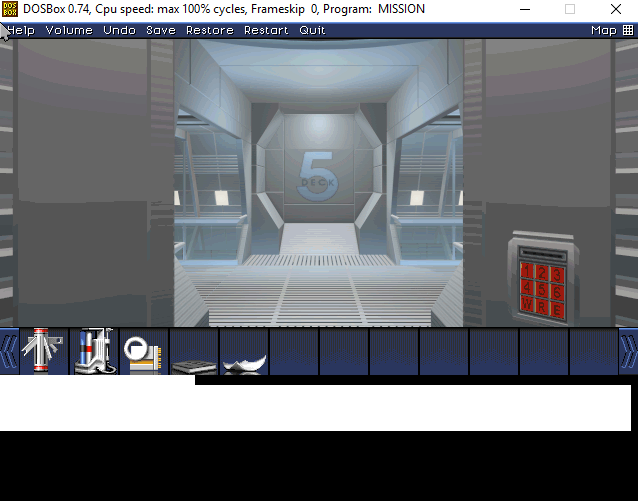 DOSBox 0.74, Cpu speed: max 100% cycles, Frameskip 0, Program: MISSION
Help Volume Undo Save Restore Restart Quit Map
5
DECK
1 2 3
4 5 6
W R E